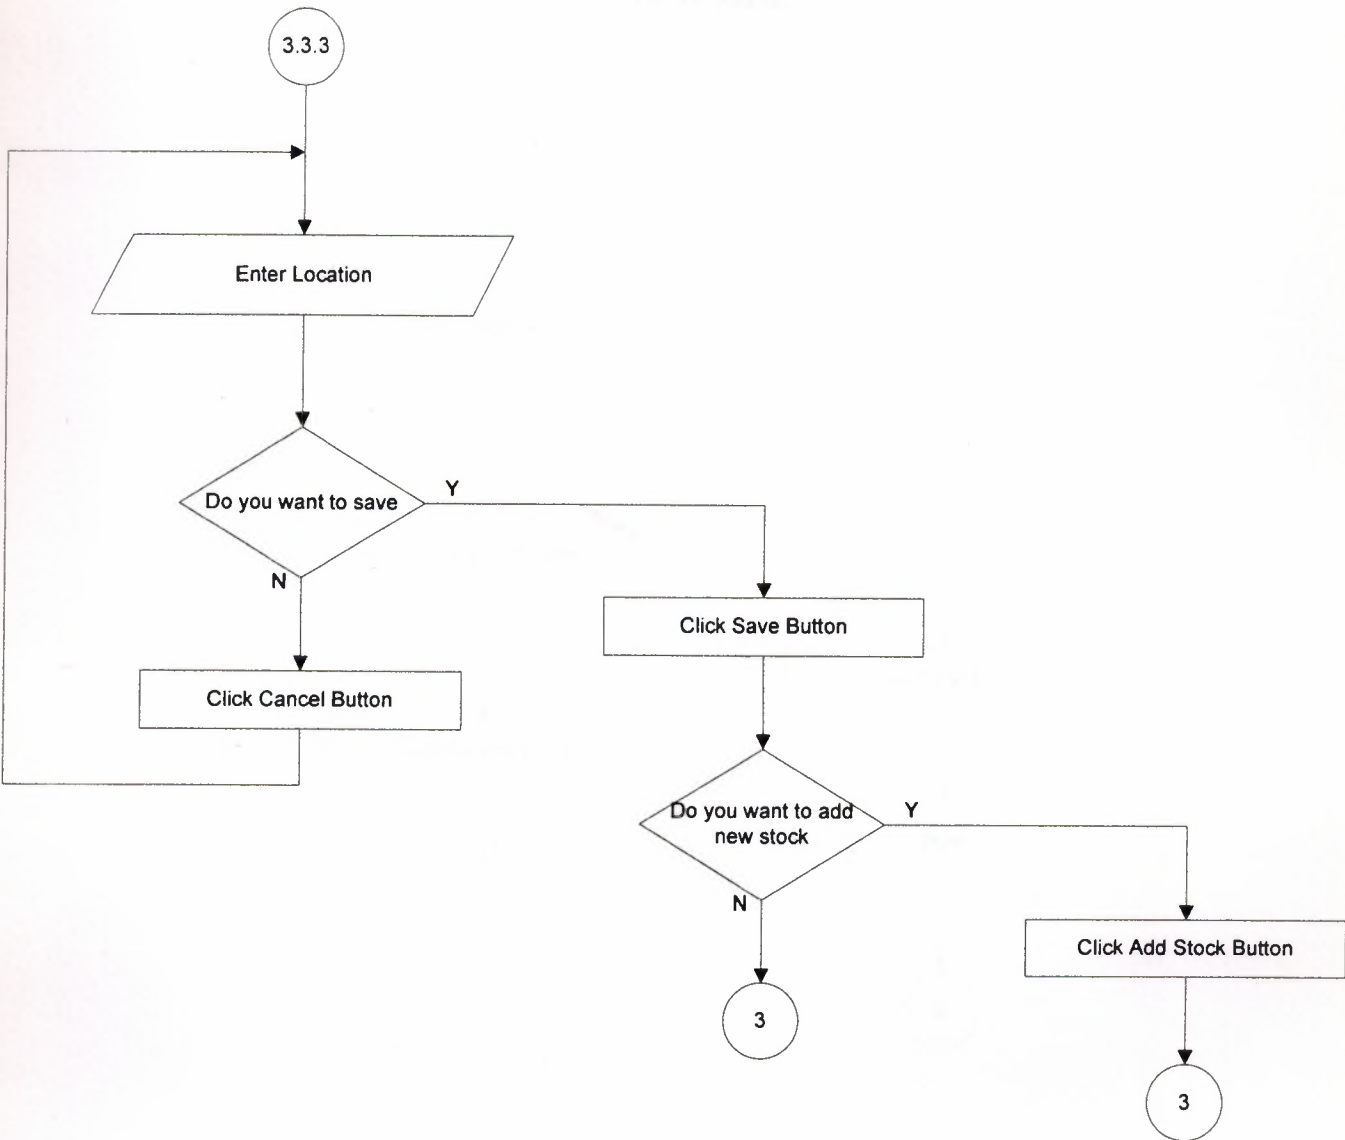 3.3.3
Enter Location
Do you want to save
Y
N
Click Save Button
Click Cancel Button
Do you want to add
new stock
Y
N
Click Add Stock Button
3
3